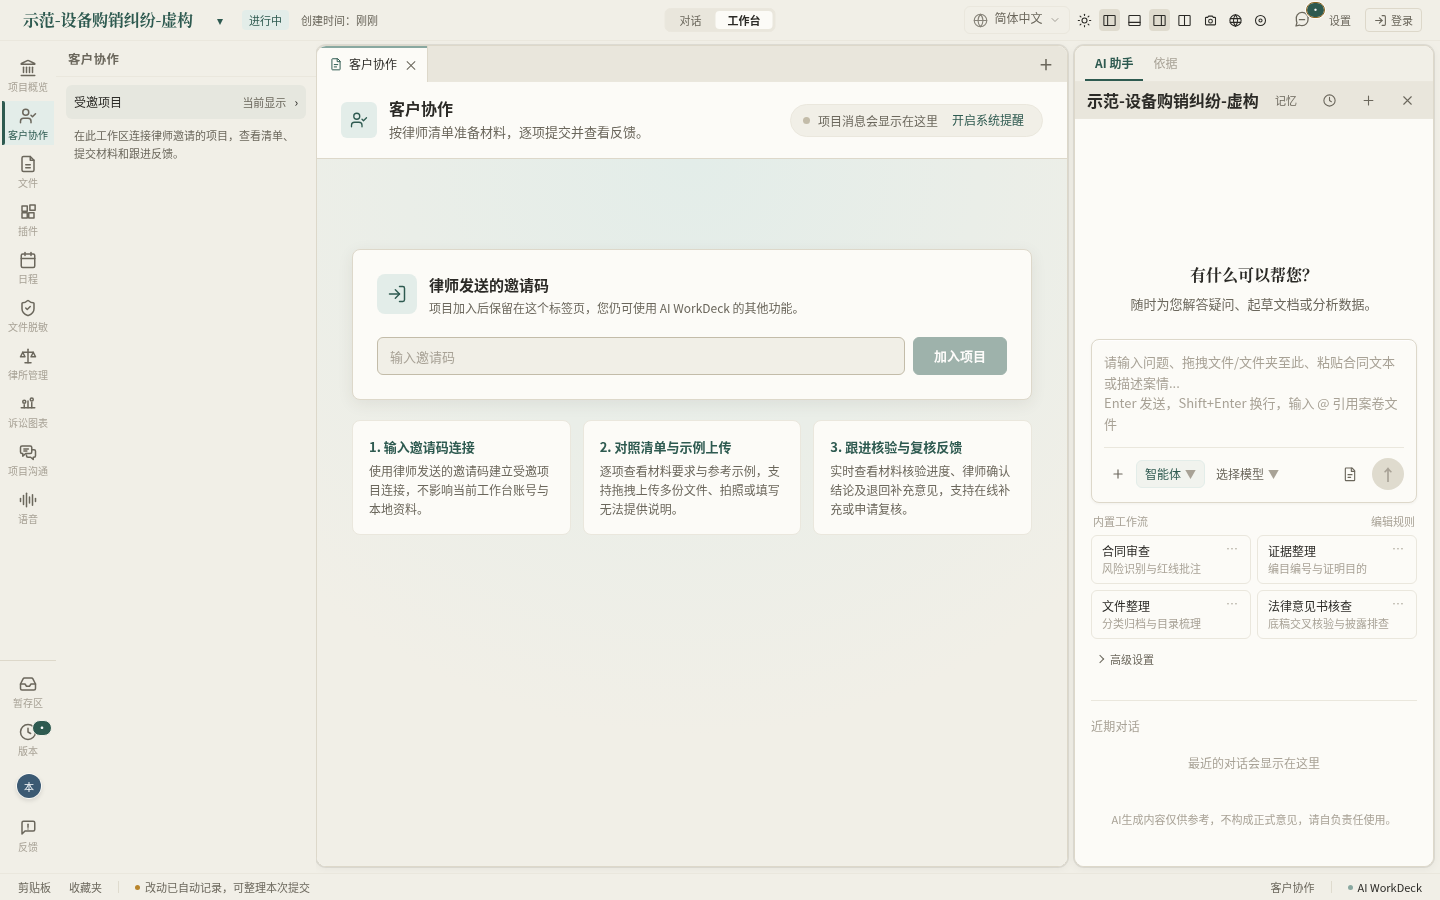 示范-设备购销纠纷-虚构 ▼ 进行中 创建时间：刚刚
对话 工作台
简体中文 设置 登录
项目概览
客户协作
文件
插件
日程
文件脱敏
律所管理
诉讼图表
项目沟通
语音
暂存区
版本
本
反馈
客户协作
受邀项目 当前显示 ›
在此工作区连接律师邀请的项目，查看清单、
提交材料和跟进反馈。
客户协作
客户协作
按律师清单准备材料，逐项提交并查看反馈。
项目消息会显示在这里 开启系统提醒
律师发送的邀请码
项目加入后保留在这个标签页，您仍可使用 AI WorkDeck 的其他功能。
输入邀请码 加入项目
1. 输入邀请码连接
使用律师发送的邀请码建立受邀项
目连接，不影响当前工作台账号与
本地资料。
2. 对照清单与示例上传
逐项查看材料要求与参考示例，支
持拖拽上传多份文件、拍照或填写
无法提供说明。
3. 跟进核验与复核反馈
实时查看材料核验进度、律师确认
结论及退回补充意见，支持在线补
充或申请复核。
AI 助手 依据
示范-设备购销纠纷-虚构 记忆
有什么可以帮您？
随时为您解答疑问、起草文档或分析数据。
请输入问题、拖拽文件/文件夹至此、粘贴合同文本
或描述案情...
Enter 发送，Shift+Enter 换行，输入 @ 引用案卷文
件
智能体 ▼ 选择模型 ▼
内置工作流 编辑规则
合同审查 ···
风险识别与红线批注
证据整理 ···
编目编号与证明目的
文件整理 ···
分类归档与目录梳理
法律意见书核查 ···
底稿交叉核验与披露排查
高级设置
近期对话
最近的对话会显示在这里
AI生成内容仅供参考，不构成正式意见，请自负责任使用。
剪贴板 收藏夹 改动已自动记录，可整理本次提交
客户协作 AI WorkDeck